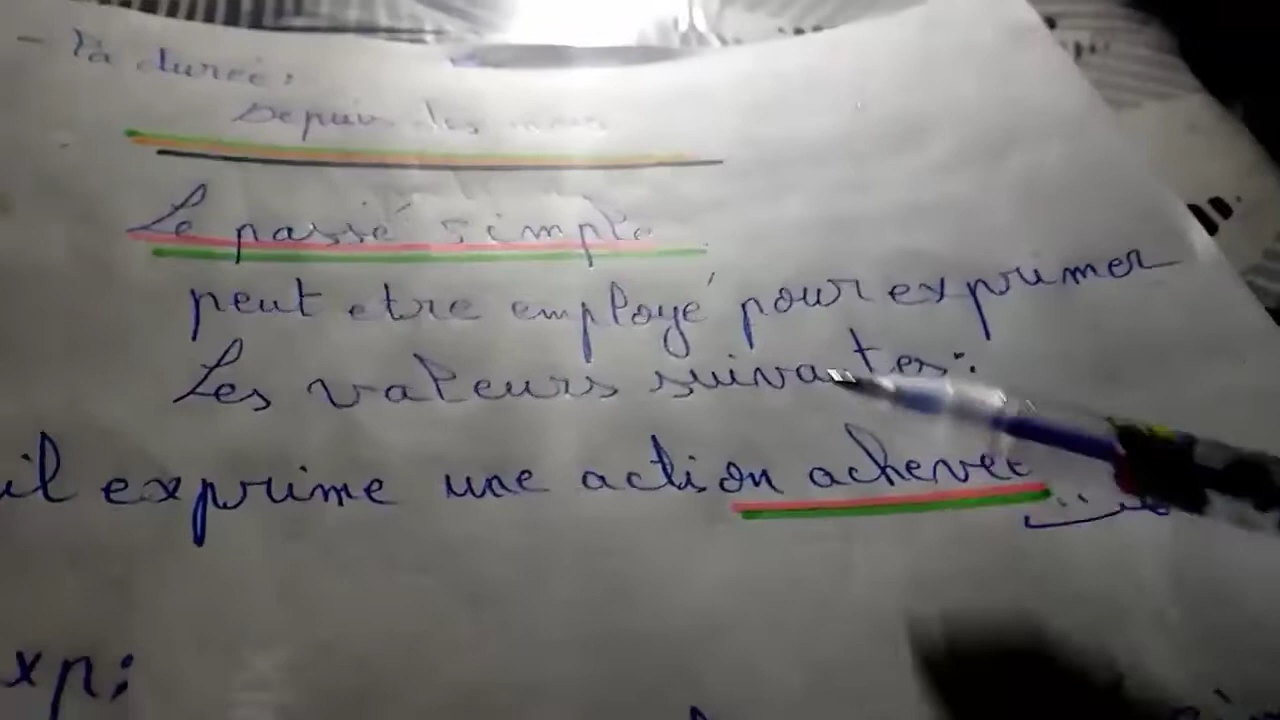 - la durée:
Depuis des mois
Le passé simple
peut etre employé pour exprimer
Les valeurs suivantes:
il exprime une action achevée
xp: